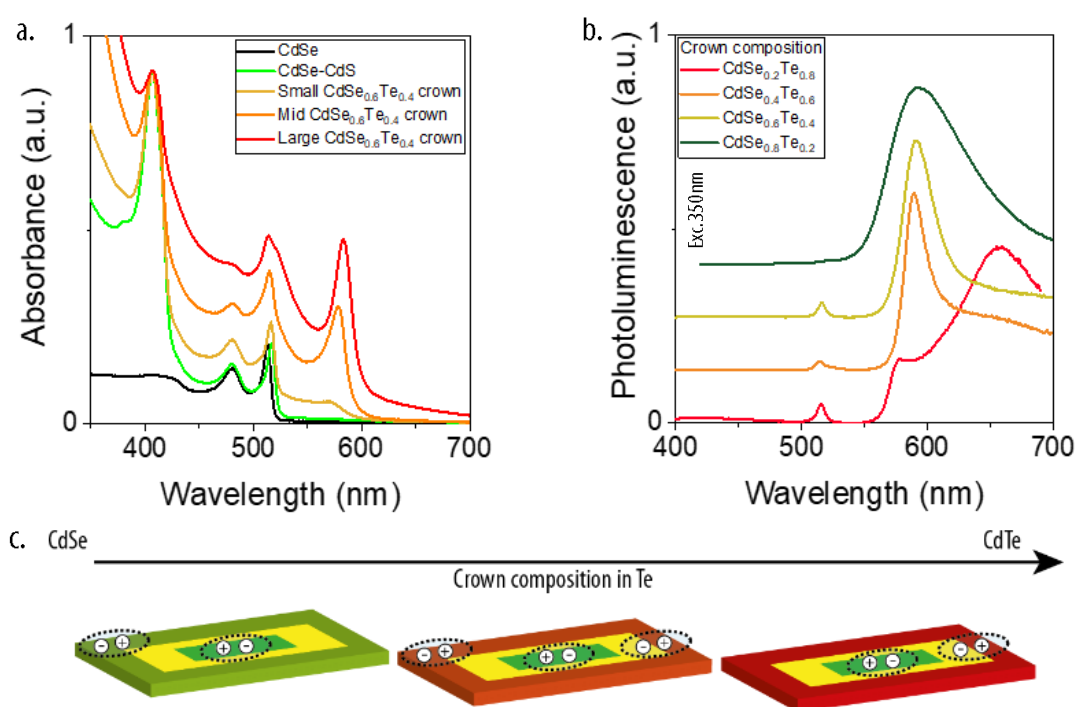 a.
1
0
Absorbance (a.u.)
CdSe
CdSe-CdS
Small CdSe₀.₆Te₀.₄ crown
Mid CdSe₀.₆Te₀.₄ crown
Large CdSe₀.₆Te₀.₄ crown
400 500 600 700
Wavelength (nm)
b.
1
0
Photoluminescence (a.u.)
Crown composition
CdSe₀.₂Te₀.₈
CdSe₀.₄Te₀.₆
CdSe₀.₆Te₀.₄
CdSe₀.₈Te₀.₂
Exc. 350nm
400 500 600 700
Wavelength (nm)
c.
CdSe
CdTe
Crown composition in Te
− + + −
− + + − − +
+ − − +